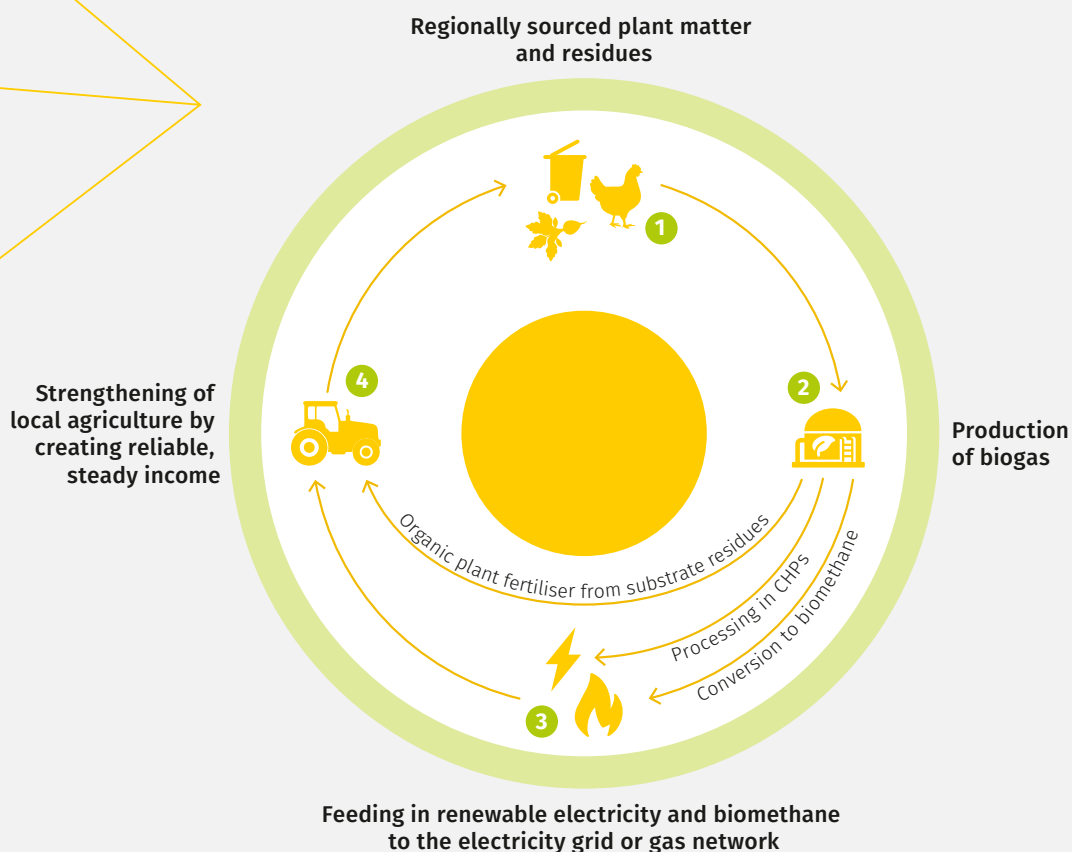 Regionally sourced plant matter
and residues
1
2
Production
of biogas
4
Strengthening of
local agriculture by
creating reliable,
steady income
Organic plant fertiliser from substrate residues
Processing in CHPs
Conversion to biomethane
3
Feeding in renewable electricity and biomethane
to the electricity grid or gas network